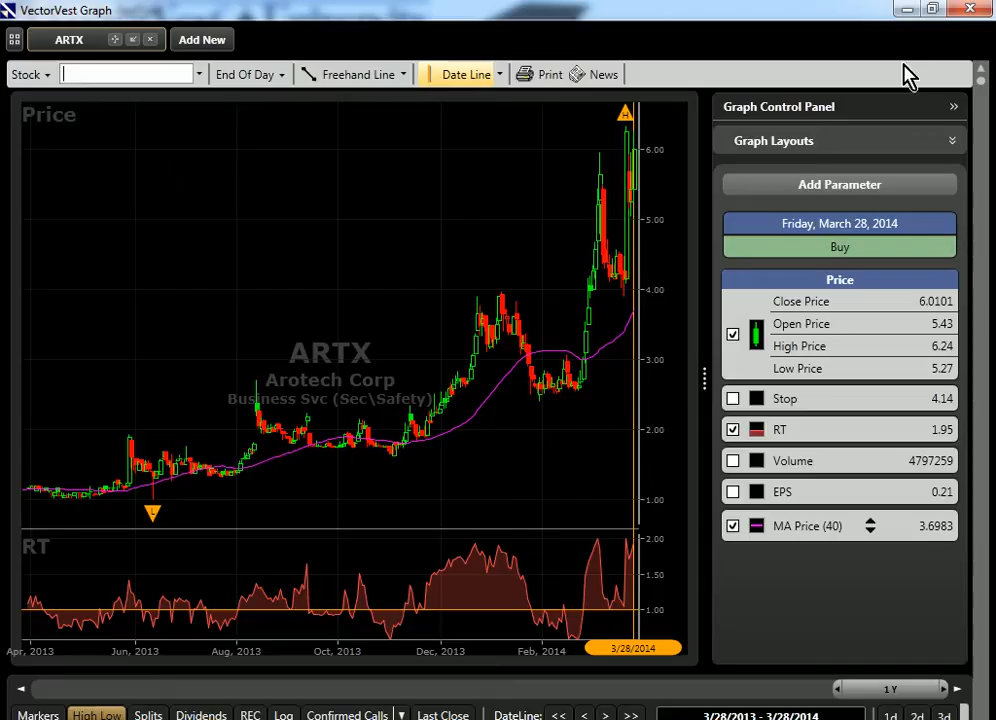 VectorVest Graph
ARTX
Add New
Stock
End Of Day
Freehand Line
Date Line
Print
News
Price
H
6.00
5.00
4.00
3.00
2.00
1.00
ARTX
Arotech Corp
Business Svc (Sec\Safety)
L
RT
2.00
1.50
1.00
Apr, 2013
Jun, 2013
Aug, 2013
Oct, 2013
Dec, 2013
Feb, 2014
3/28/2014
Graph Control Panel
Graph Layouts
Add Parameter
Friday, March 28, 2014
Buy
Price
Close Price 6.0101
Open Price 5.43
High Price 6.24
Low Price 5.27
Stop 4.14
RT 1.95
Volume 4797259
EPS 0.21
MA Price (40) 3.6983
1 Y
Markers
High Low
Splits
Dividends
REC
Log
Confirmed Calls
Last Close
DateLine:
<<
<
>
>>
3/28/2013 - 3/28/2014
1d
2d
3d